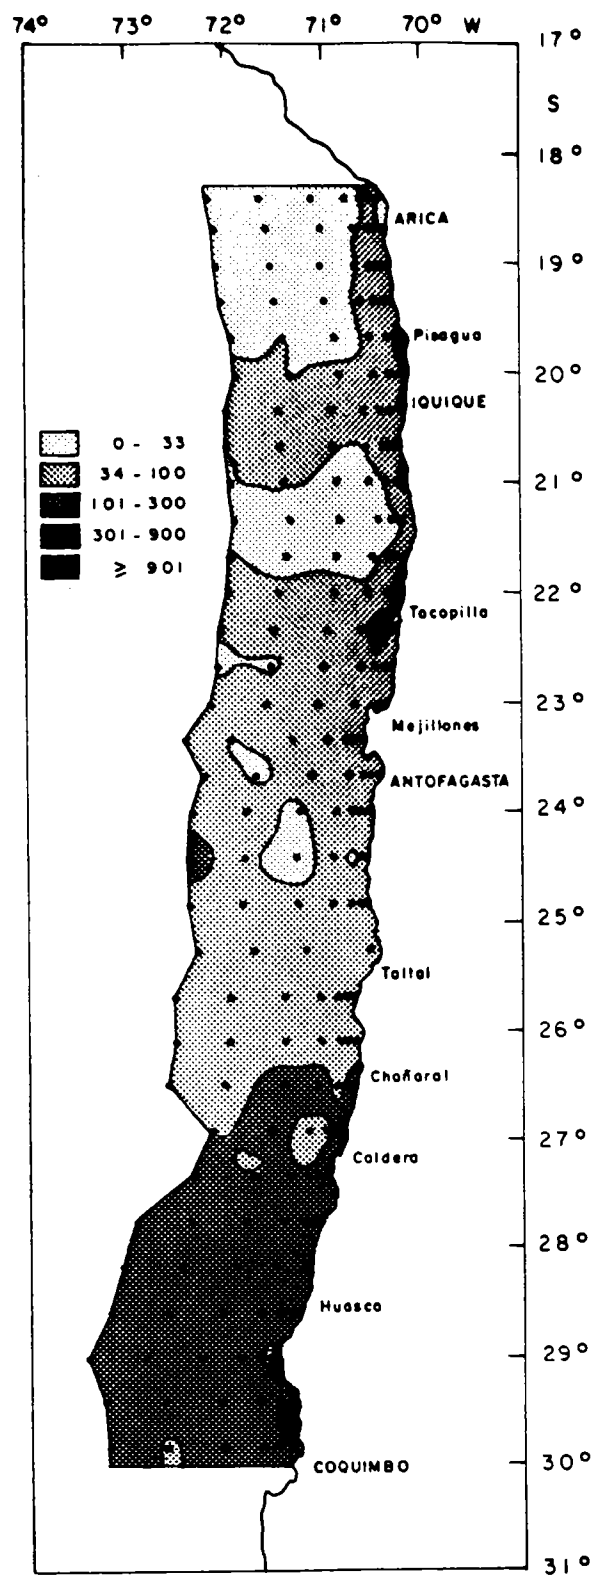 74° 73° 72° 71° 70° W
17°
S
18°
ARICA
19°
Pisagua
20°
IQUIQUE
0 - 33
34 - 100
101 - 300
301 - 900
≥ 901
21°
22°
Tocopilla
23°
Mejillones
ANTOFAGASTA
24°
25°
Taltal
26°
Chañaral
27°
Caldera
28°
Huasco
29°
30°
COQUIMBO
31°